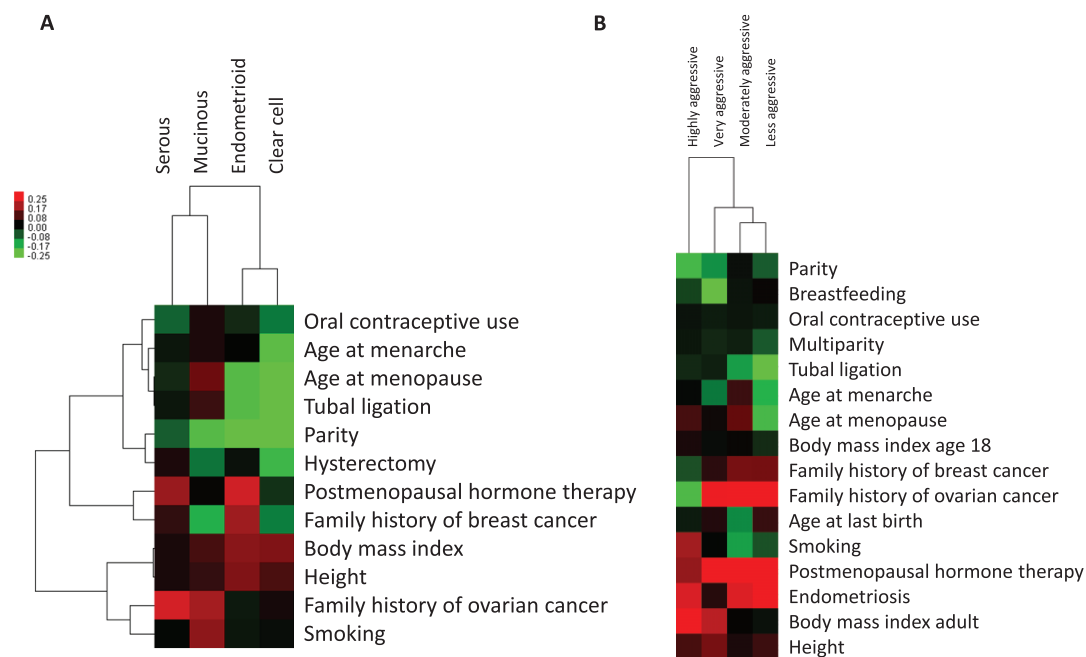 A
Serous
Mucinous
Endometrioid
Clear cell
0.25
0.17
0.08
0.00
-0.08
-0.17
-0.25
Oral contraceptive use
Age at menarche
Age at menopause
Tubal ligation
Parity
Hysterectomy
Postmenopausal hormone therapy
Family history of breast cancer
Body mass index
Height
Family history of ovarian cancer
Smoking
B
Highly aggressive
Very aggressive
Moderately aggressive
Less aggressive
Parity
Breastfeeding
Oral contraceptive use
Multiparity
Tubal ligation
Age at menarche
Age at menopause
Body mass index age 18
Family history of breast cancer
Family history of ovarian cancer
Age at last birth
Smoking
Postmenopausal hormone therapy
Endometriosis
Body mass index adult
Height